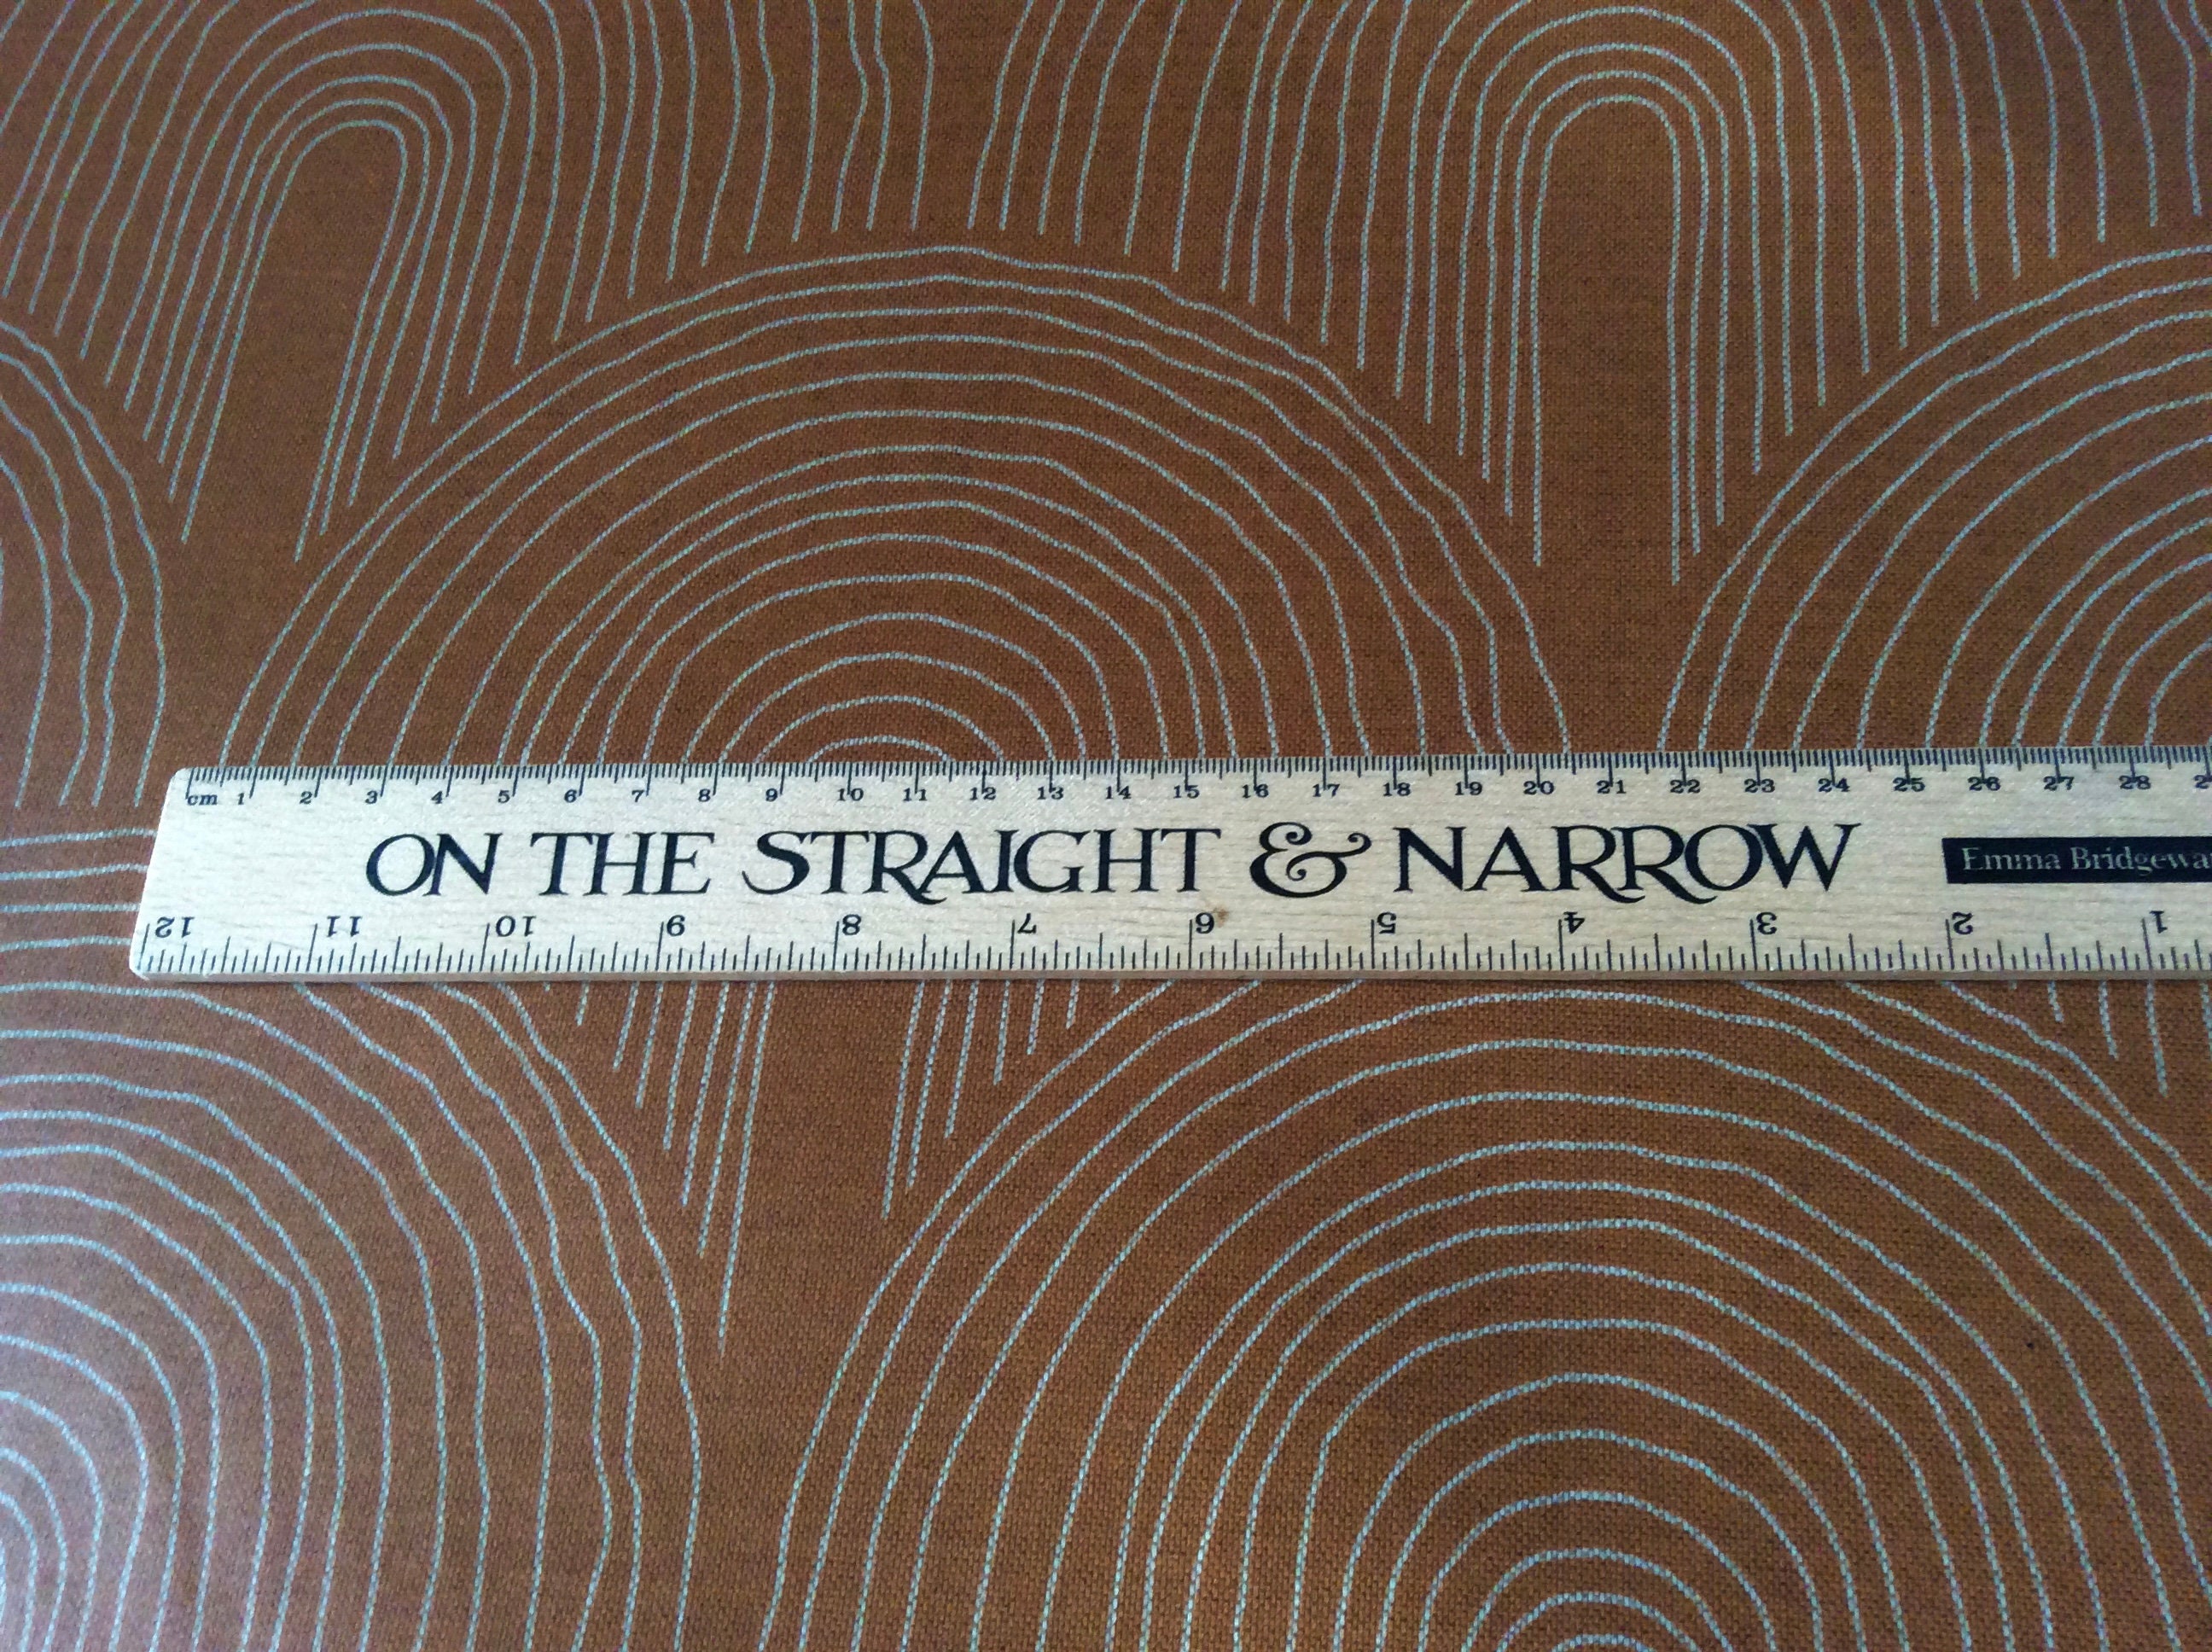 cm 1 2 3 4 5 6 7 8 9 10 11 12 13 14 15 16 17 18 19 20 21 22 23 24 25 26 27 28
ON THE STRAIGHT & NARROW Emma
12 11 10 9 8 7 6 5 4 3 2 1